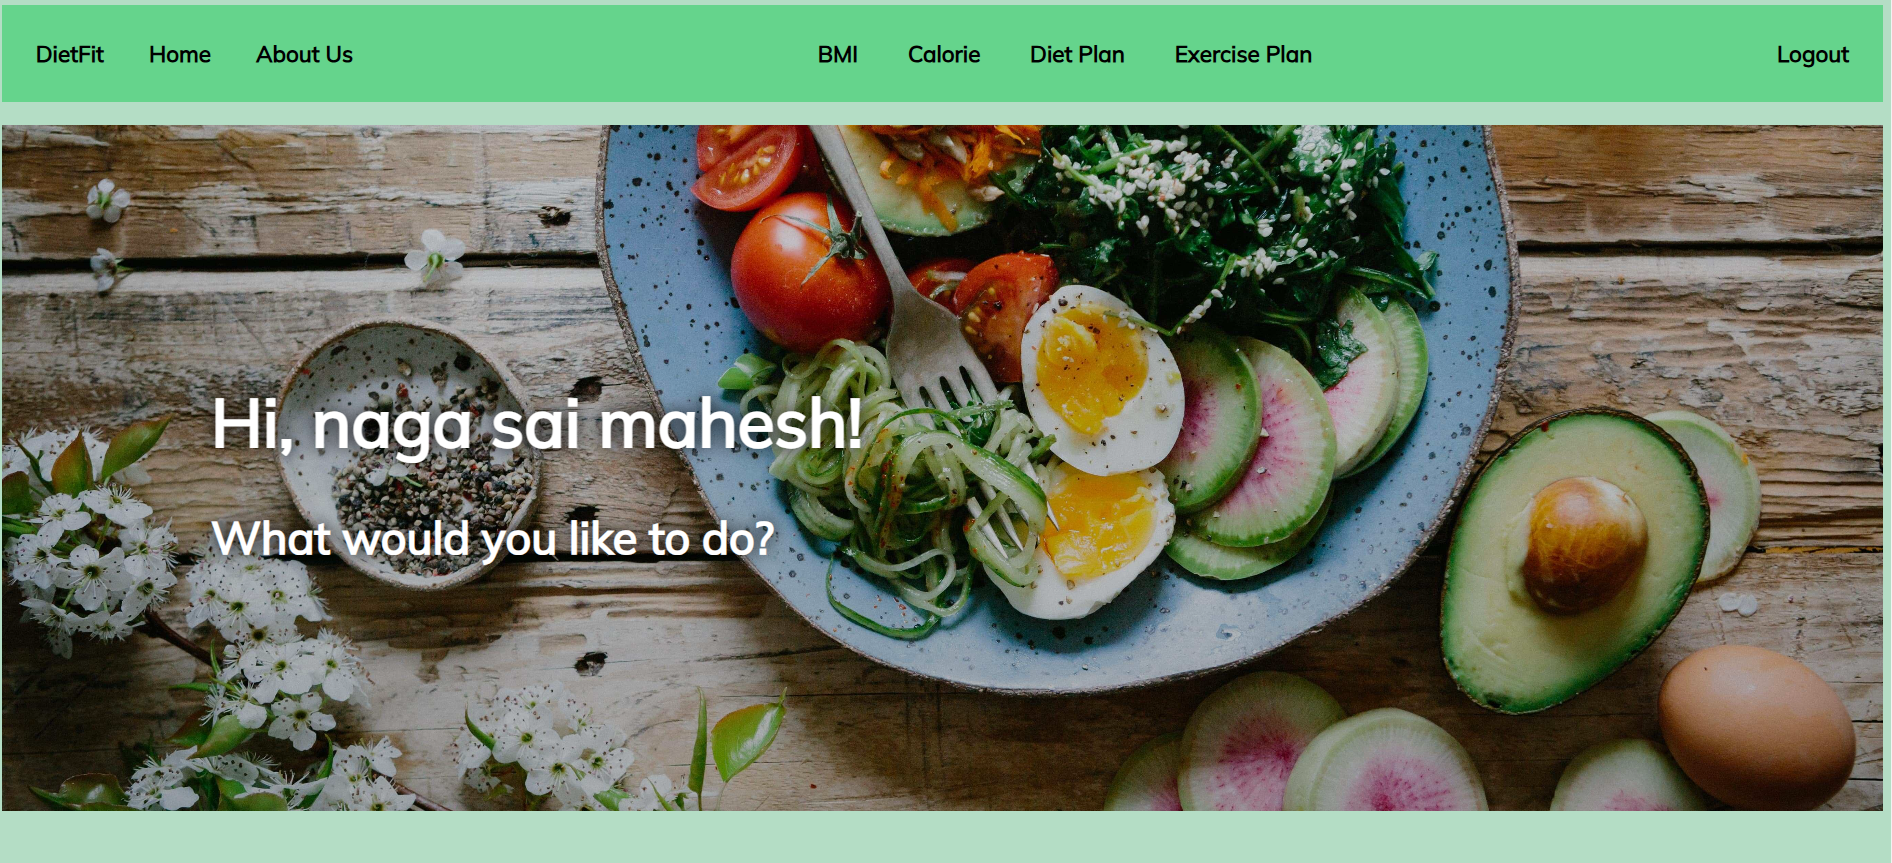 DietFit Home About Us BMI Calorie Diet Plan Exercise Plan Logout
Hi, naga sai mahesh!
What would you like to do?